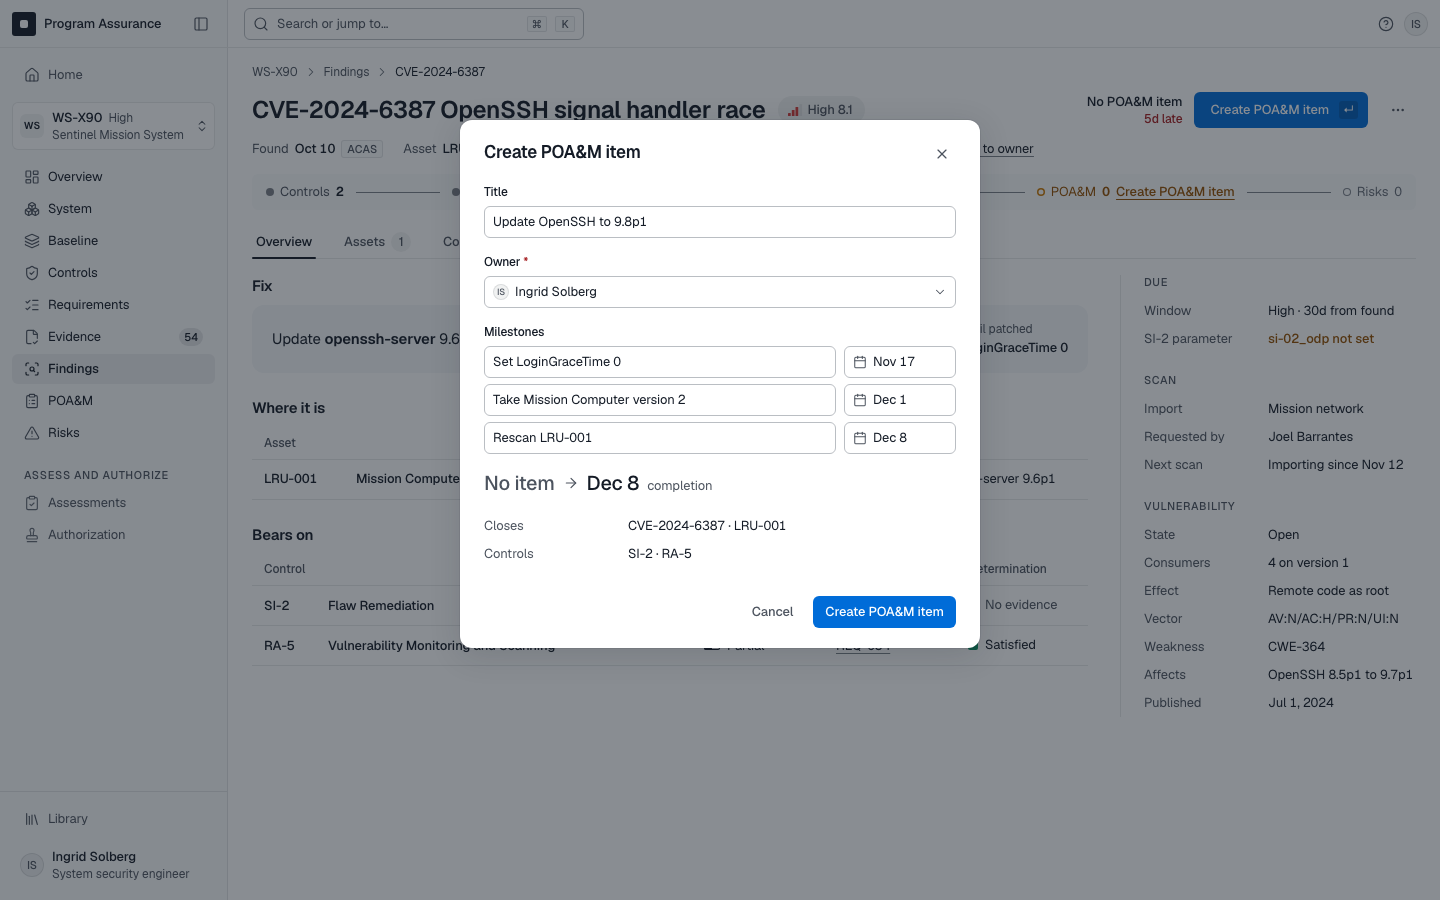 Program Assurance
Search or jump to...
⌘ K
IS
Home
WS
WS-X90 High
Sentinel Mission System
Overview
System
Baseline
Controls
Requirements
Evidence 54
Findings
POA&M
Risks
ASSESS AND AUTHORIZE
Assessments
Authorization
Library
IS
Ingrid Solberg
System security engineer
WS-X90 > Findings > CVE-2024-6387
CVE-2024-6387 OpenSSH signal handler race High 8.1
No POA&M item
5d late
Create POA&M item
Found Oct 10 ACAS Asset LR
to owner
Controls 2
POA&M 0 Create POA&M item
Risks 0
Overview
Assets 1
Co
Fix
Update openssh-server 9.6
il patched
ginGraceTime 0
Where it is
Asset
LRU-001 Mission Compute
-server 9.6p1
Bears on
Control
etermination
SI-2 Flaw Remediation
No evidence
RA-5 Vulnerability Monitoring and Scanning
Partial
Satisfied
DUE
Window High · 30d from found
SI-2 parameter si-02_odp not set
SCAN
Import Mission network
Requested by Joel Barrantes
Next scan Importing since Nov 12
VULNERABILITY
State Open
Consumers 4 on version 1
Effect Remote code as root
Vector AV:N/AC:H/PR:N/UI:N
Weakness CWE-364
Affects OpenSSH 8.5p1 to 9.7p1
Published Jul 1, 2024
Create POA&M item
Title
Update OpenSSH to 9.8p1
Owner *
IS Ingrid Solberg
Milestones
Set LoginGraceTime 0 Nov 17
Take Mission Computer version 2 Dec 1
Rescan LRU-001 Dec 8
No item → Dec 8 completion
Closes CVE-2024-6387 · LRU-001
Controls SI-2 · RA-5
Cancel
Create POA&M item